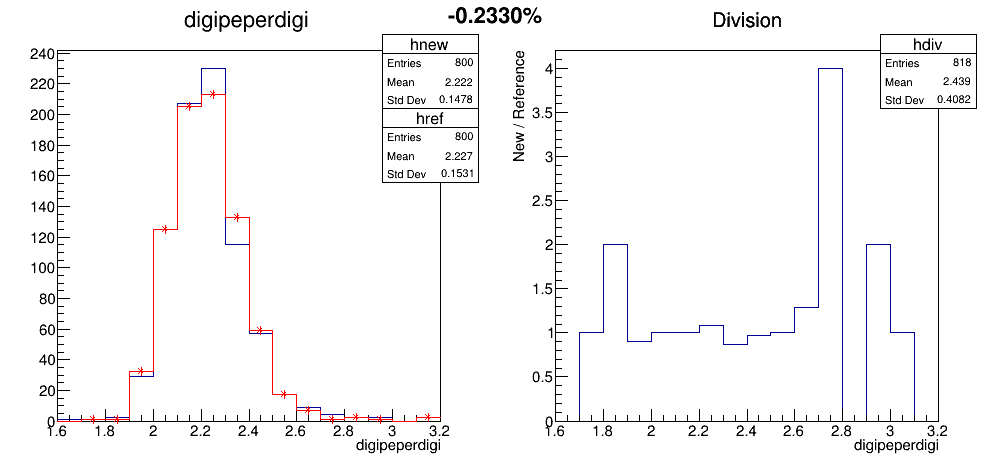 digipeperdigi
-0.2330%
Division
hnew
Entries 800
Mean 2.222
Std Dev 0.1478
href
Entries 800
Mean 2.227
Std Dev 0.1531
240
220
200
180
160
140
120
100
80
60
40
20
0
1.6 1.8 2 2.2 2.4 2.6 2.8 3 3.2
digipeperdigi
hdiv
Entries 818
Mean 2.439
Std Dev 0.4082
New / Reference
4
3.5
3
2.5
2
1.5
1
0.5
0
1.6 1.8 2 2.2 2.4 2.6 2.8 3 3.2
digipeperdigi